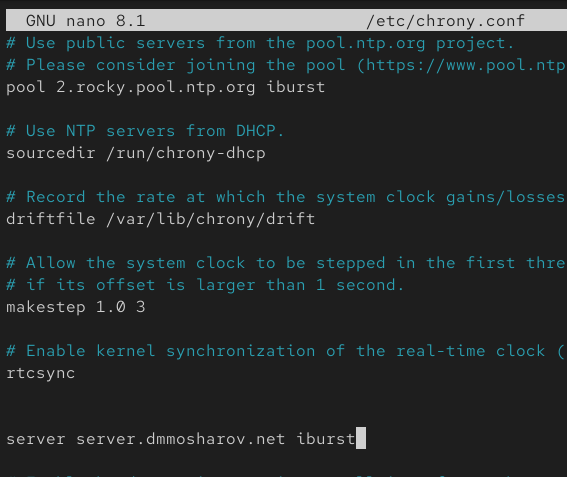 GNU nano 8.1 /etc/chrony.conf
# Use public servers from the pool.ntp.org project.
# Please consider joining the pool (https://www.pool.ntp
pool 2.rocky.pool.ntp.org iburst
# Use NTP servers from DHCP.
sourcedir /run/chrony-dhcp
# Record the rate at which the system clock gains/losses
driftfile /var/lib/chrony/drift
# Allow the system clock to be stepped in the first thre
# if its offset is larger than 1 second.
makestep 1.0 3
# Enable kernel synchronization of the real-time clock (
rtcsync
server server.dmmosharov.net iburst